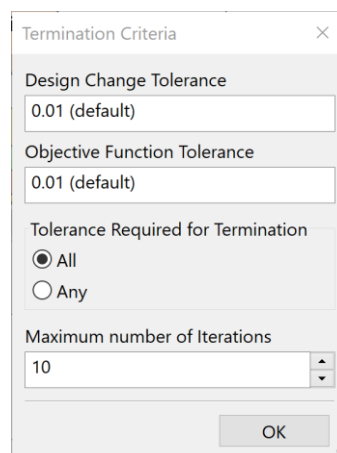 Termination Criteria
Design Change Tolerance
0.01 (default)
Objective Function Tolerance
0.01 (default)
Tolerance Required for Termination
All
Any
Maximum number of Iterations
10
OK